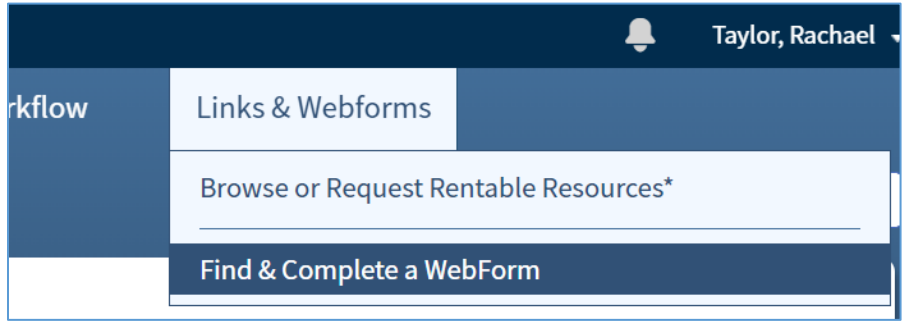 Taylor, Rachael
rkflow
Links & Webforms
Browse or Request Rentable Resources*
Find & Complete a WebForm